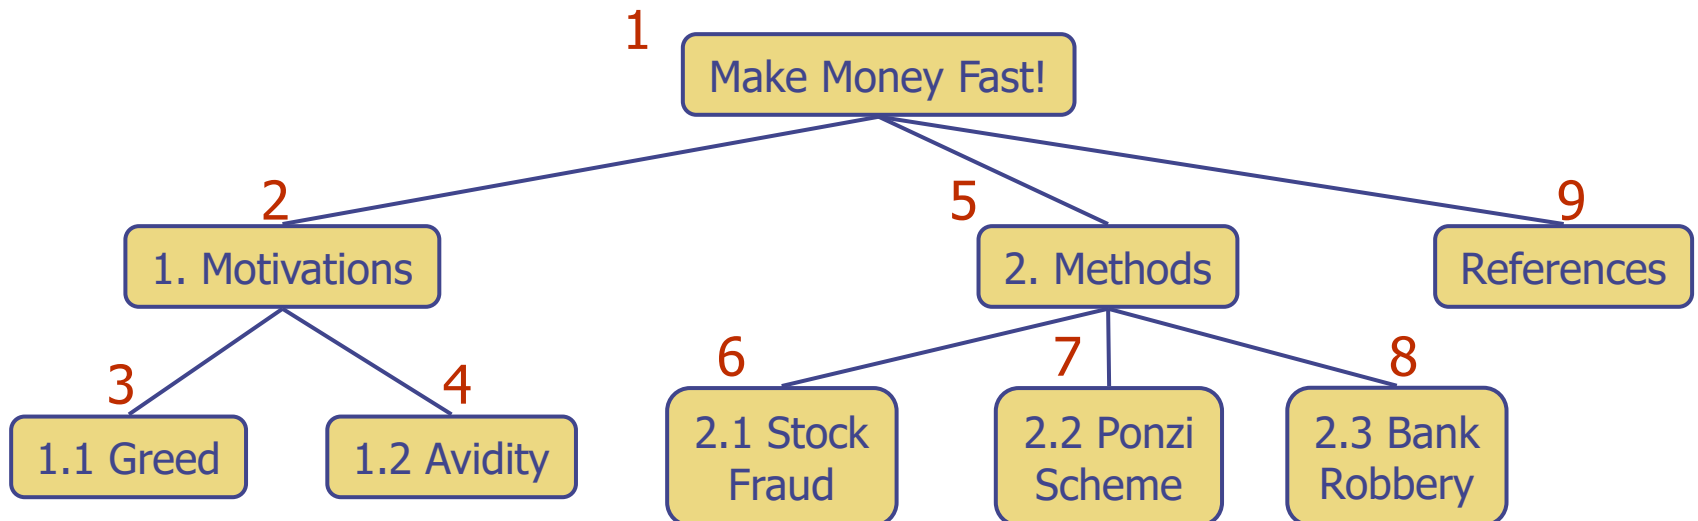 1
Make Money Fast!
2
5
9
1. Motivations
2. Methods
References
3
4
6
7
8
1.1 Greed
1.2 Avidity
2.1 Stock
Fraud
2.2 Ponzi
Scheme
2.3 Bank
Robbery